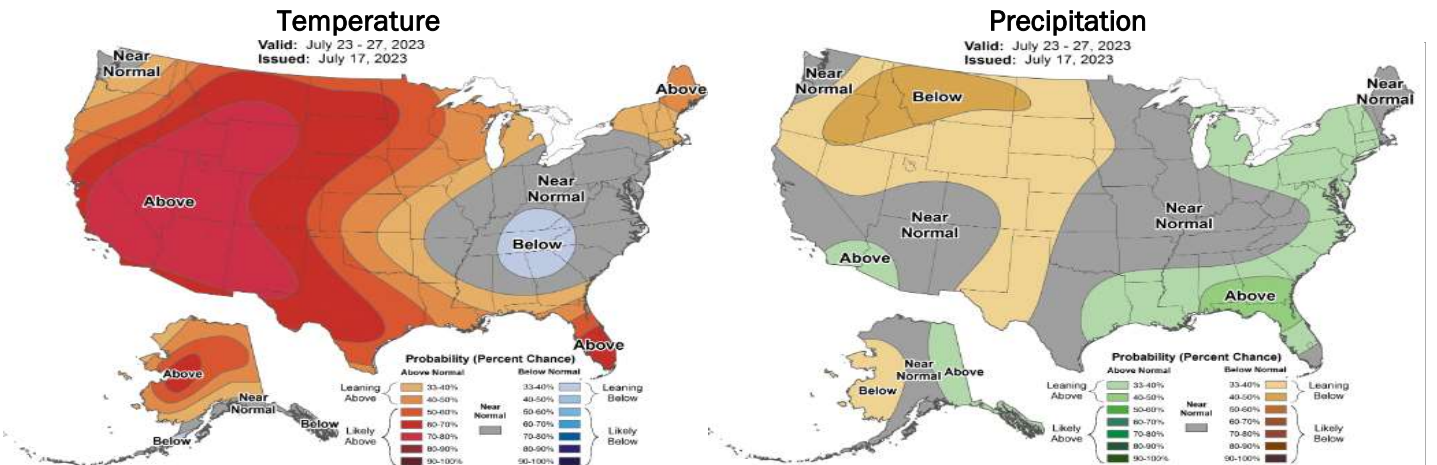 Temperature
Valid: July 23 - 27, 2023
Issued: July 17, 2023
Near
Normal
Above
Above
Near
Normal
Below
Above
Above
Near
Normal
Below
Below
Probability (Percent Chance)
Above Normal
Below Normal
Leaning
Above
Likely
Above
33-40%
40-50%
50-60%
60-70%
70-80%
80-90%
90-100%
Near
Normal
33-40%
40-50%
50-60%
60-70%
70-80%
80-90%
90-100%
Leaning
Below
Likely
Below
Precipitation
Valid: July 23 - 27, 2023
Issued: July 17, 2023
Near
Normal
Below
Near
Normal
Near
Normal
Near
Normal
Above
Above
Below
Near
Normal
Above
Probability (Percent Chance)
Above Normal
Below Normal
Leaning
Above
Likely
Above
33-40%
40-50%
50-60%
60-70%
70-80%
80-90%
90-100%
Near
Normal
33-40%
40-50%
50-60%
60-70%
70-80%
80-90%
90-100%
Leaning
Below
Likely
Below